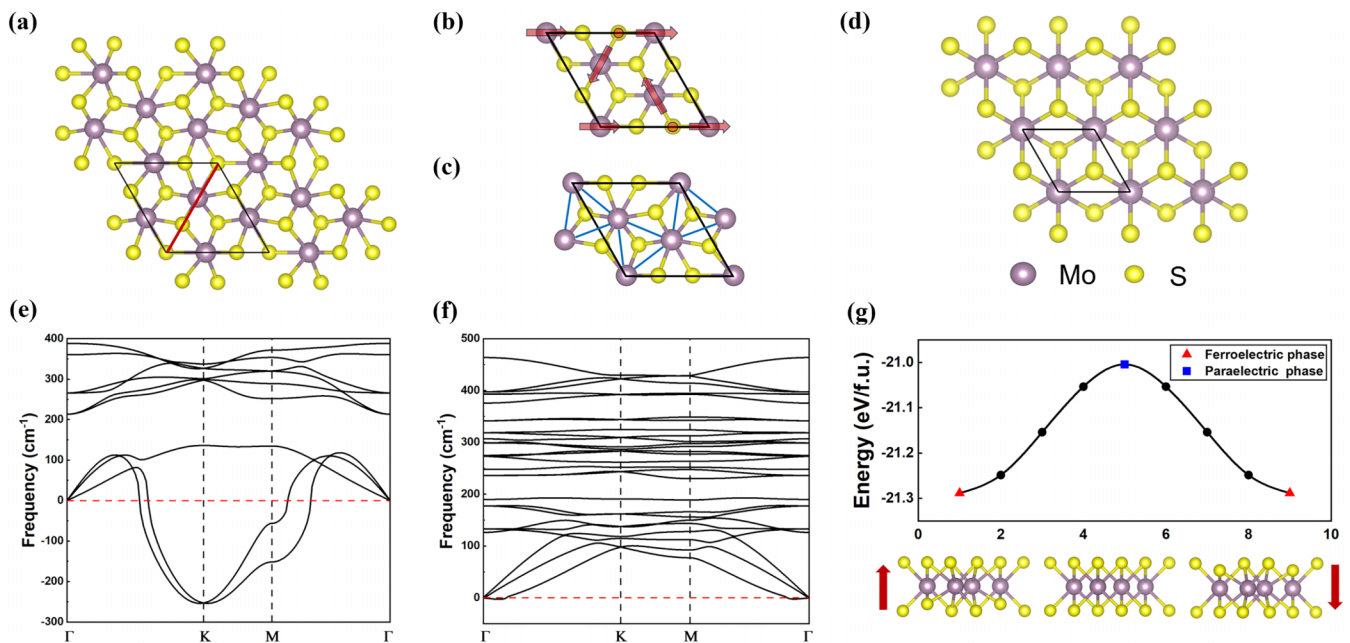 (a)
(b)
(c)
(d)
Mo S
(e)
400
300
200
100
0
-100
-200
-300
Frequency (cm⁻¹)
Γ K M Γ
(f)
500
400
300
200
100
0
Frequency (cm⁻¹)
Γ K M Γ
(g)
Ferroelectric phase
Paraelectric phase
-21.0
-21.1
-21.2
-21.3
Energy (eV/f.u.)
0 2 4 6 8 10